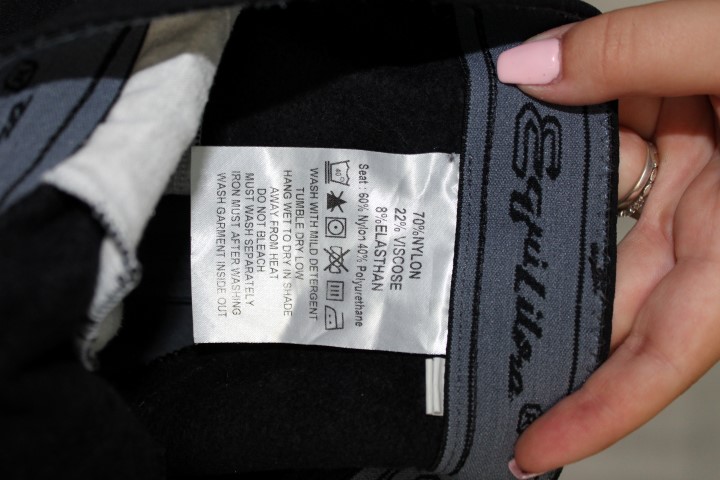 70%NYLON
22% VISCOSE
8%ELASTHAN
Seat : 60% Nylon 40% Polyurethane
40°
WASH WITH MILD DETERGENT
TUMBLE DRY LOW
HANG WET TO DRY IN SHADE
AWAY FROM HEAT
DO NOT BLEACH
MUST WASH SEPARATELY
IRON MUST AFTER WASHING
WASH GARMENT INSIDE OUT
Equilibre